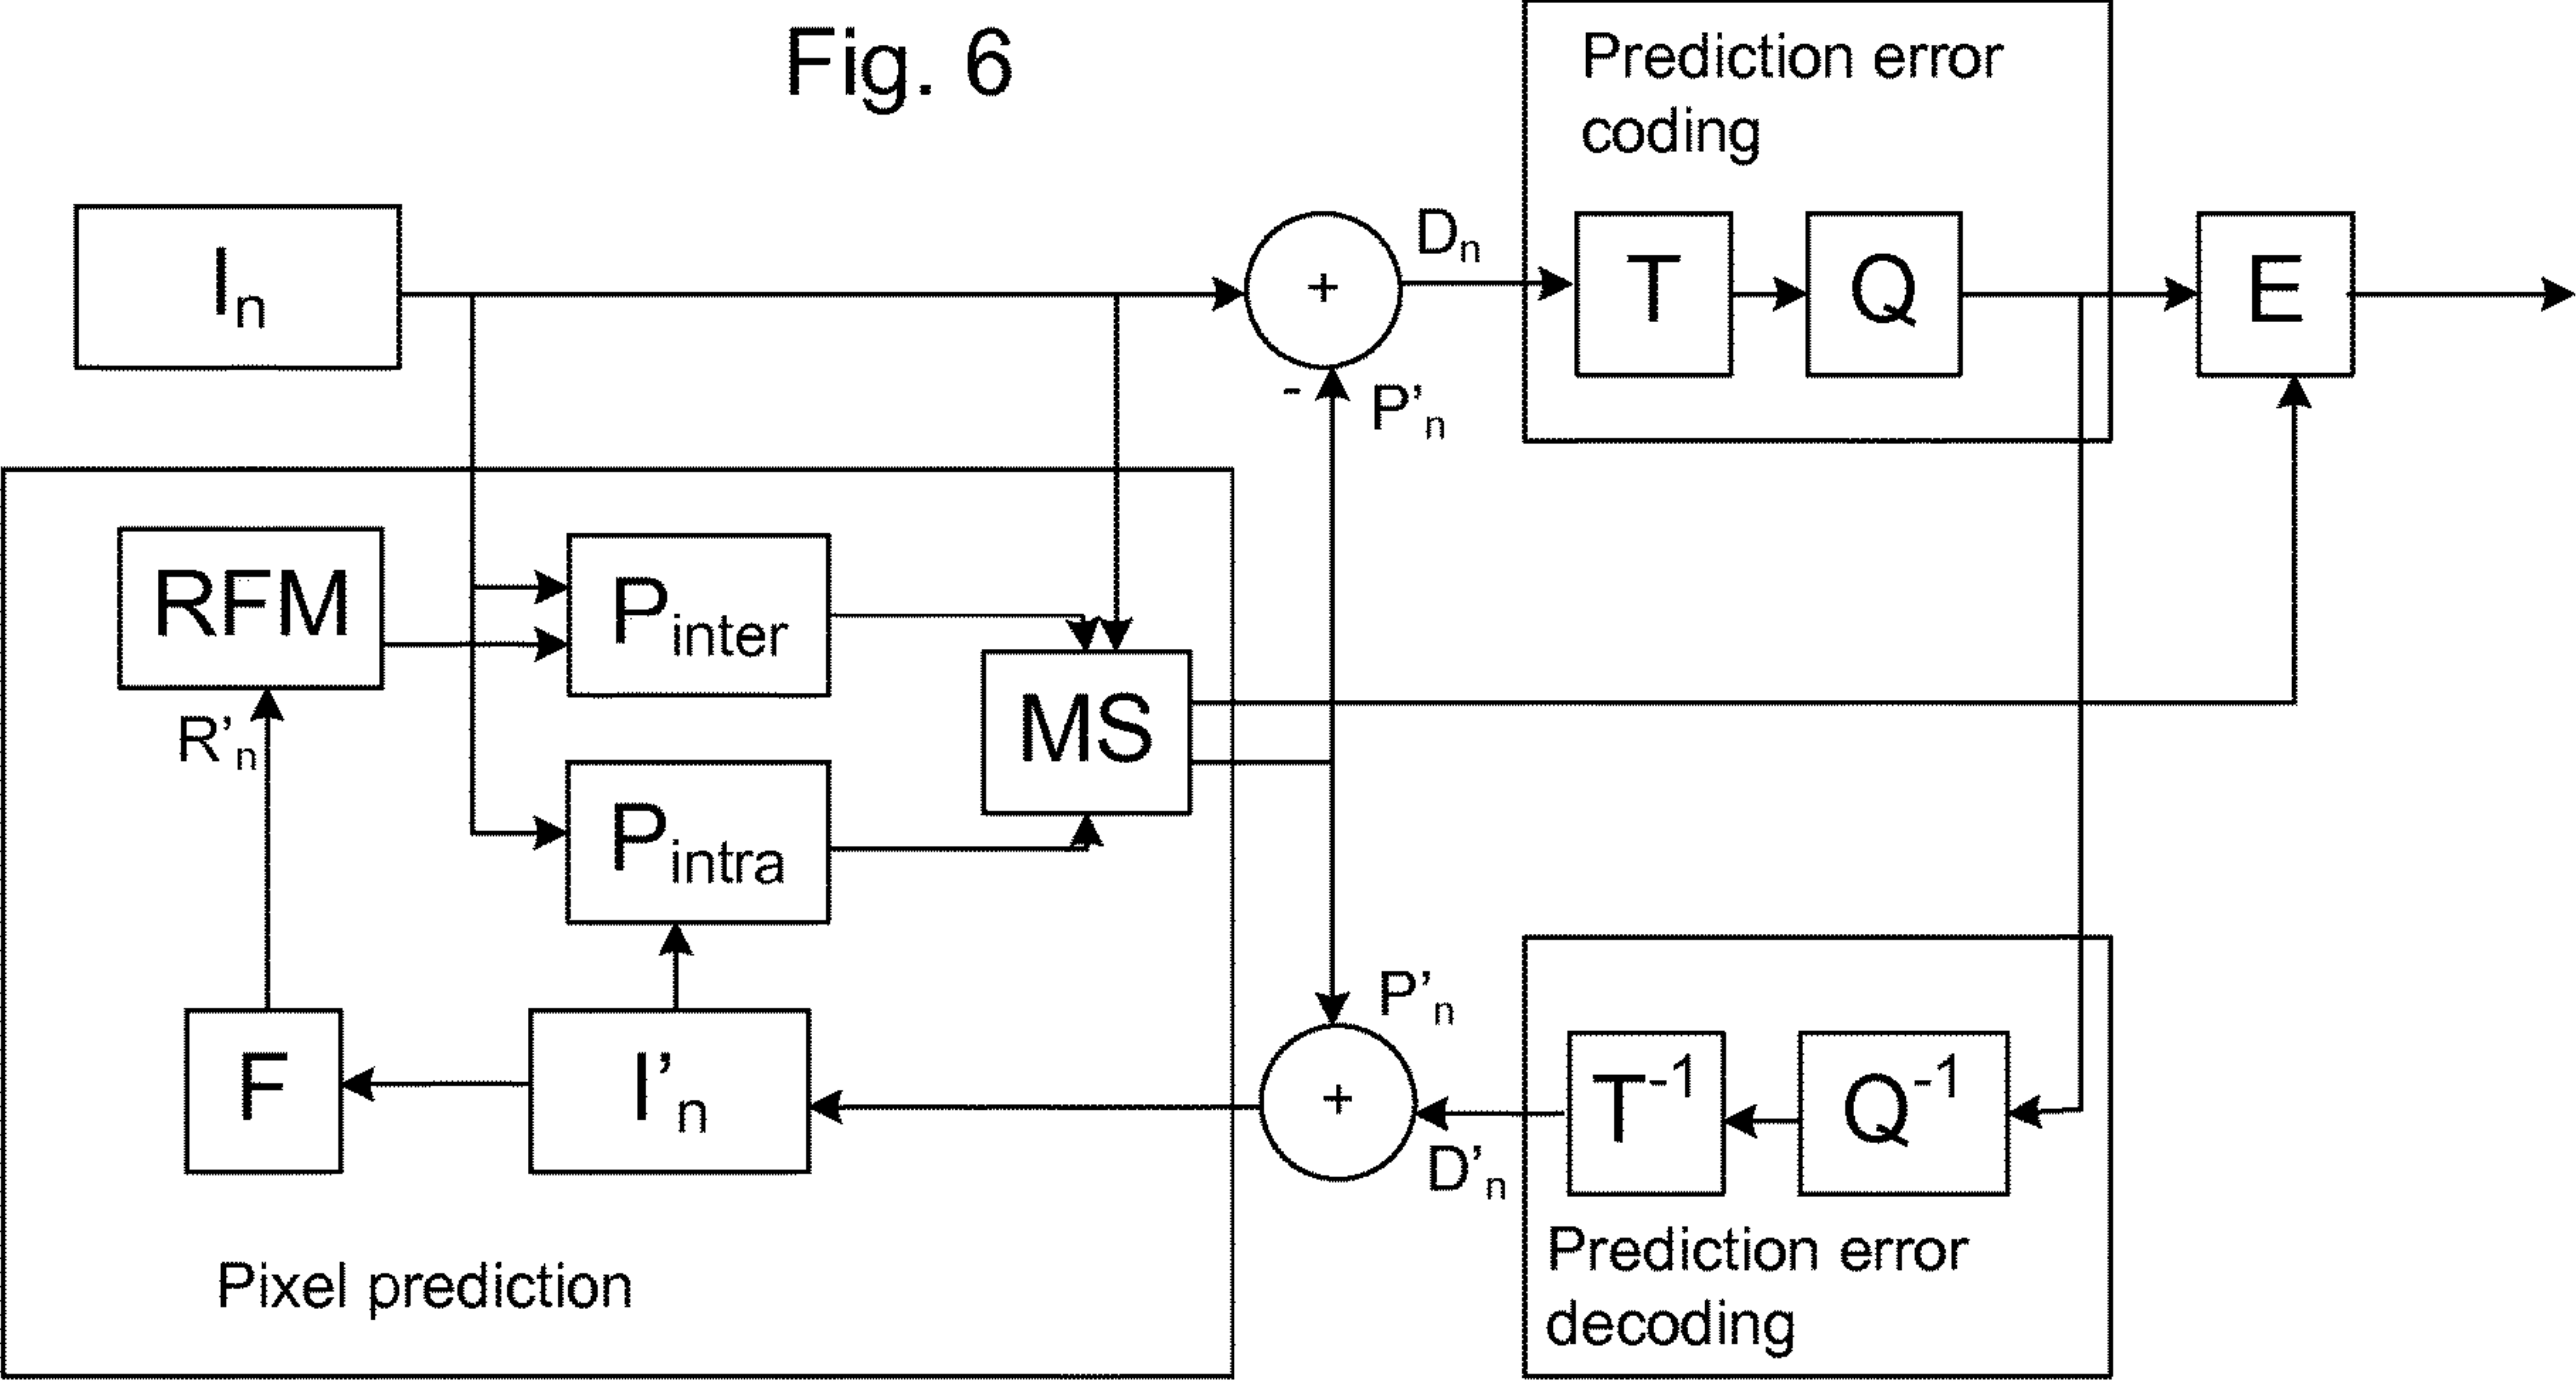 Fig. 6
Prediction error
coding
In
+
Dn
T
Q
E
-
P’n
RFM
Pinter
MS
R’n
Pintra
P’n
F
I’n
+
D’n
T-1
Q-1
Pixel prediction
Prediction error
decoding